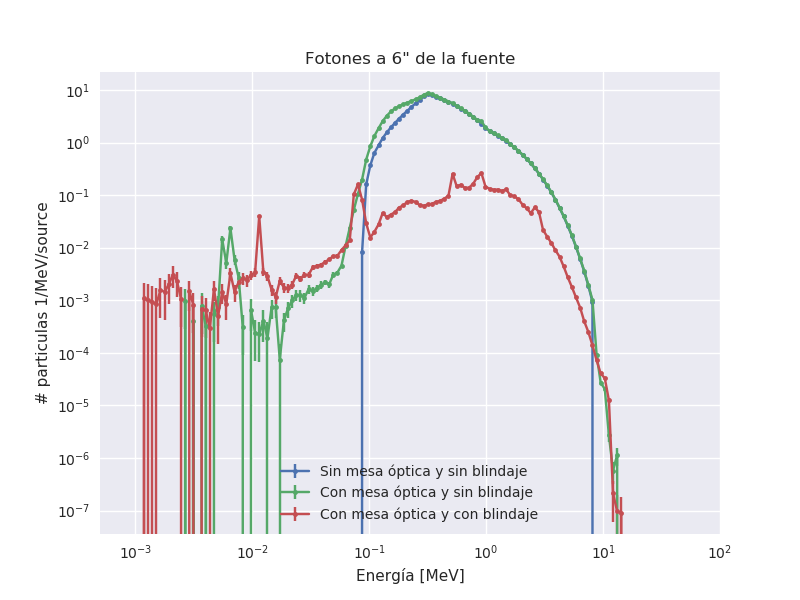 Fotones a 6" de la fuente
# particulas 1/MeV/source
10¹
10⁰
10⁻¹
10⁻²
10⁻³
10⁻⁴
10⁻⁵
10⁻⁶
10⁻⁷
Sin mesa óptica y sin blindaje
Con mesa óptica y sin blindaje
Con mesa óptica y con blindaje
10⁻³ 10⁻² 10⁻¹ 10⁰ 10¹ 10²
Energía [MeV]